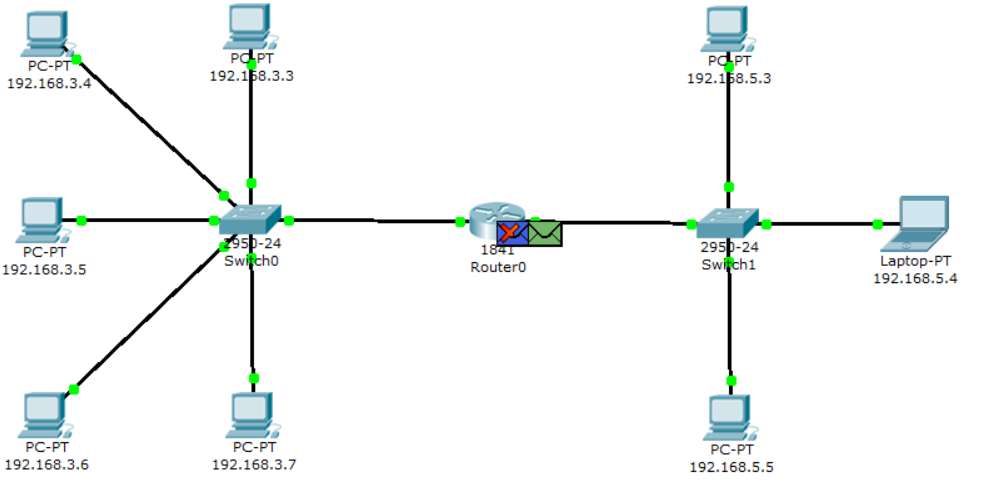 PC-PT
192.168.3.4
PC-PT
192.168.3.3
PC-PT
192.168.5.3
PC-PT
192.168.3.5
2950-24
Switch0
1841
Router0
2950-24
Switch1
Laptop-PT
192.168.5.4
PC-PT
192.168.3.6
PC-PT
192.168.3.7
PC-PT
192.168.5.5